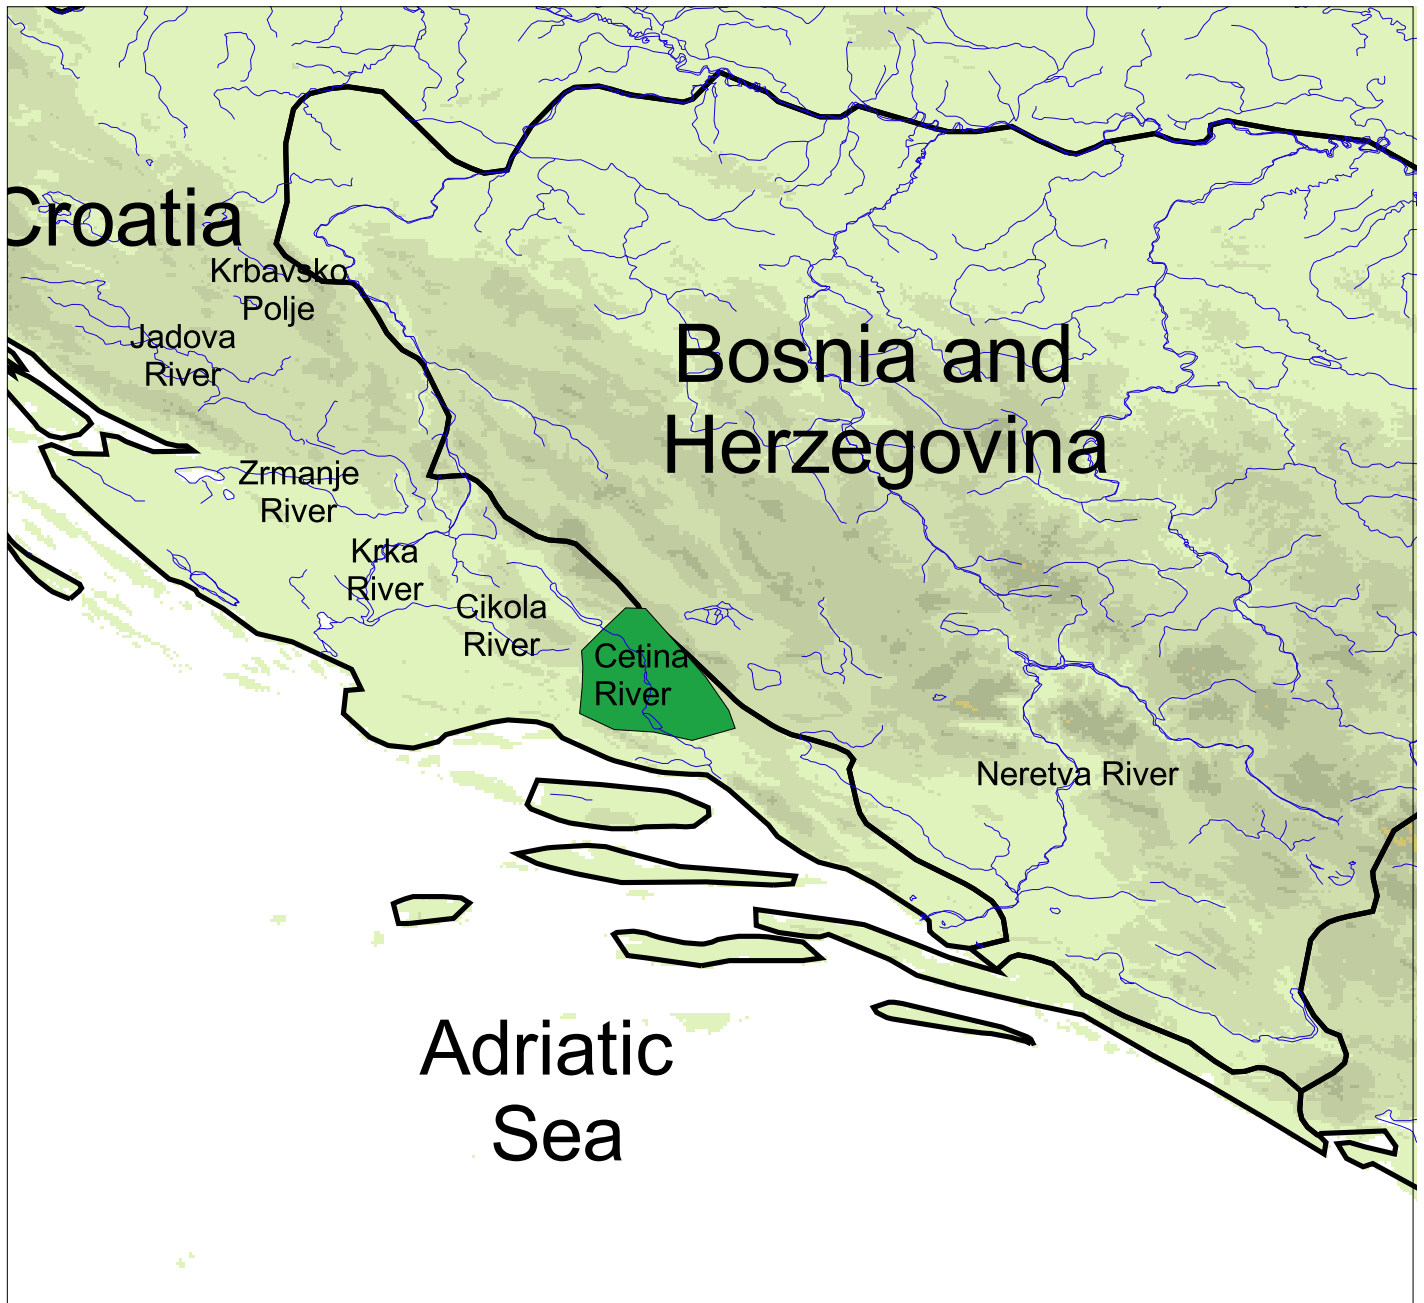 Croatia
Krbavsko
Polje
Jadova
River
Bosnia and
Herzegovina
Zrmanje
River
Krka
River
Cikola
River
Cetina
River
Neretva River
Adriatic
Sea